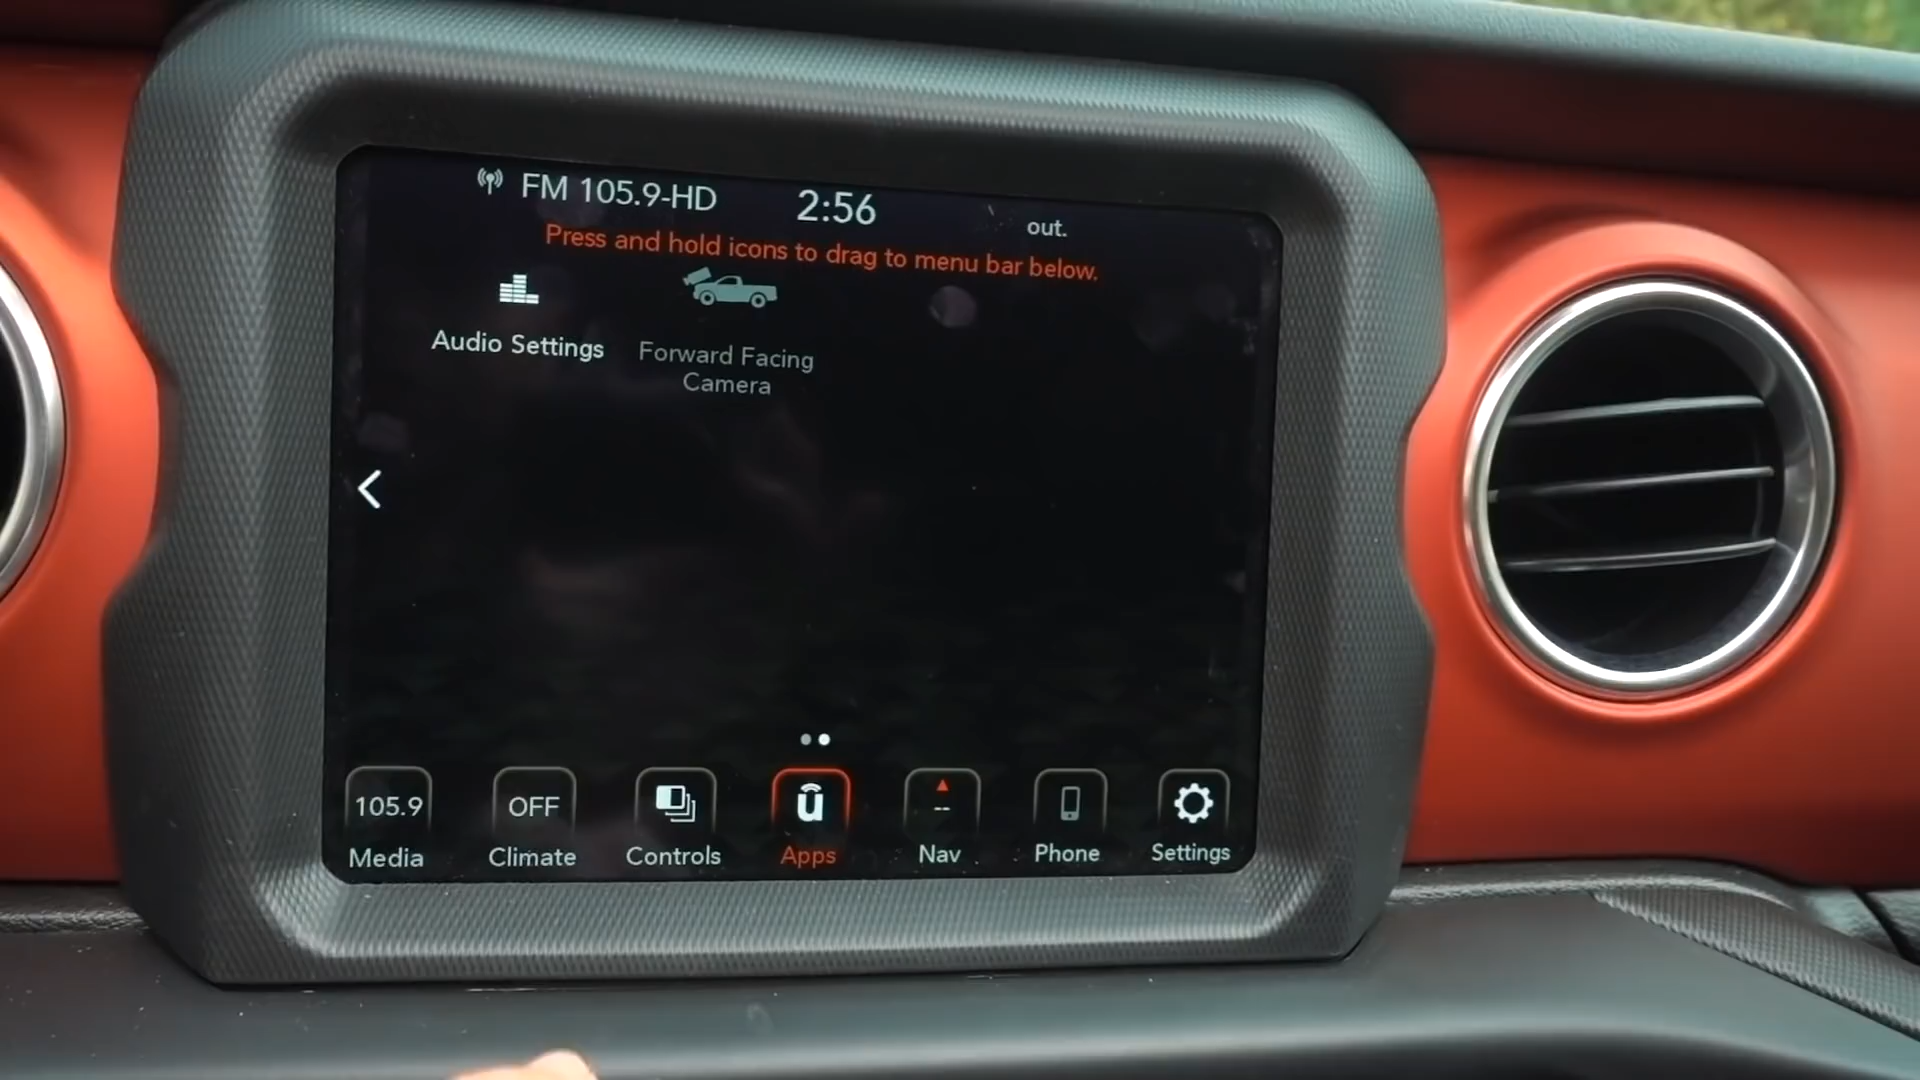 FM 105.9-HD 2:56 out.
Press and hold icons to drag to menu bar below.
Audio Settings
Forward Facing
Camera
105.9 OFF ü --
Media Climate Controls Apps Nav Phone Settings